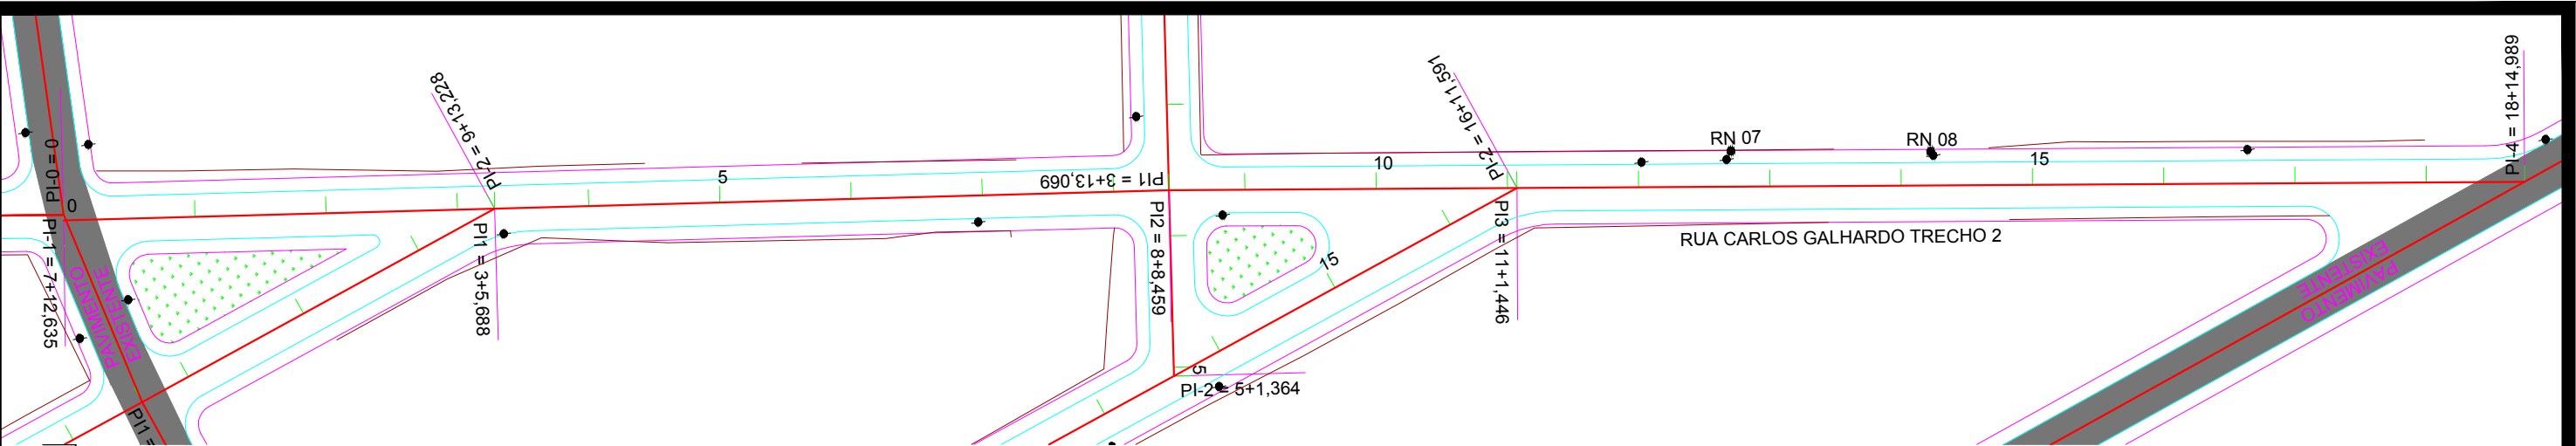 PI-0 = 0
0
PI-1 = 7+12,635
PAVIMENTO
EXISTENTE
PI1 =
PI-2 = 9+13,228
PI1 = 3+5,688
5
PI1 = 3+13,069
PI2 = 8+8,459
5
PI-2 = 5+1,364
15
10
PI-2 = 16+11,591
PI3 = 11+1,446
RN 07
RN 08
15
RUA CARLOS GALHARDO TRECHO 2
PAVIMENTO
EXISTENTE
PI-4 = 18+14,989